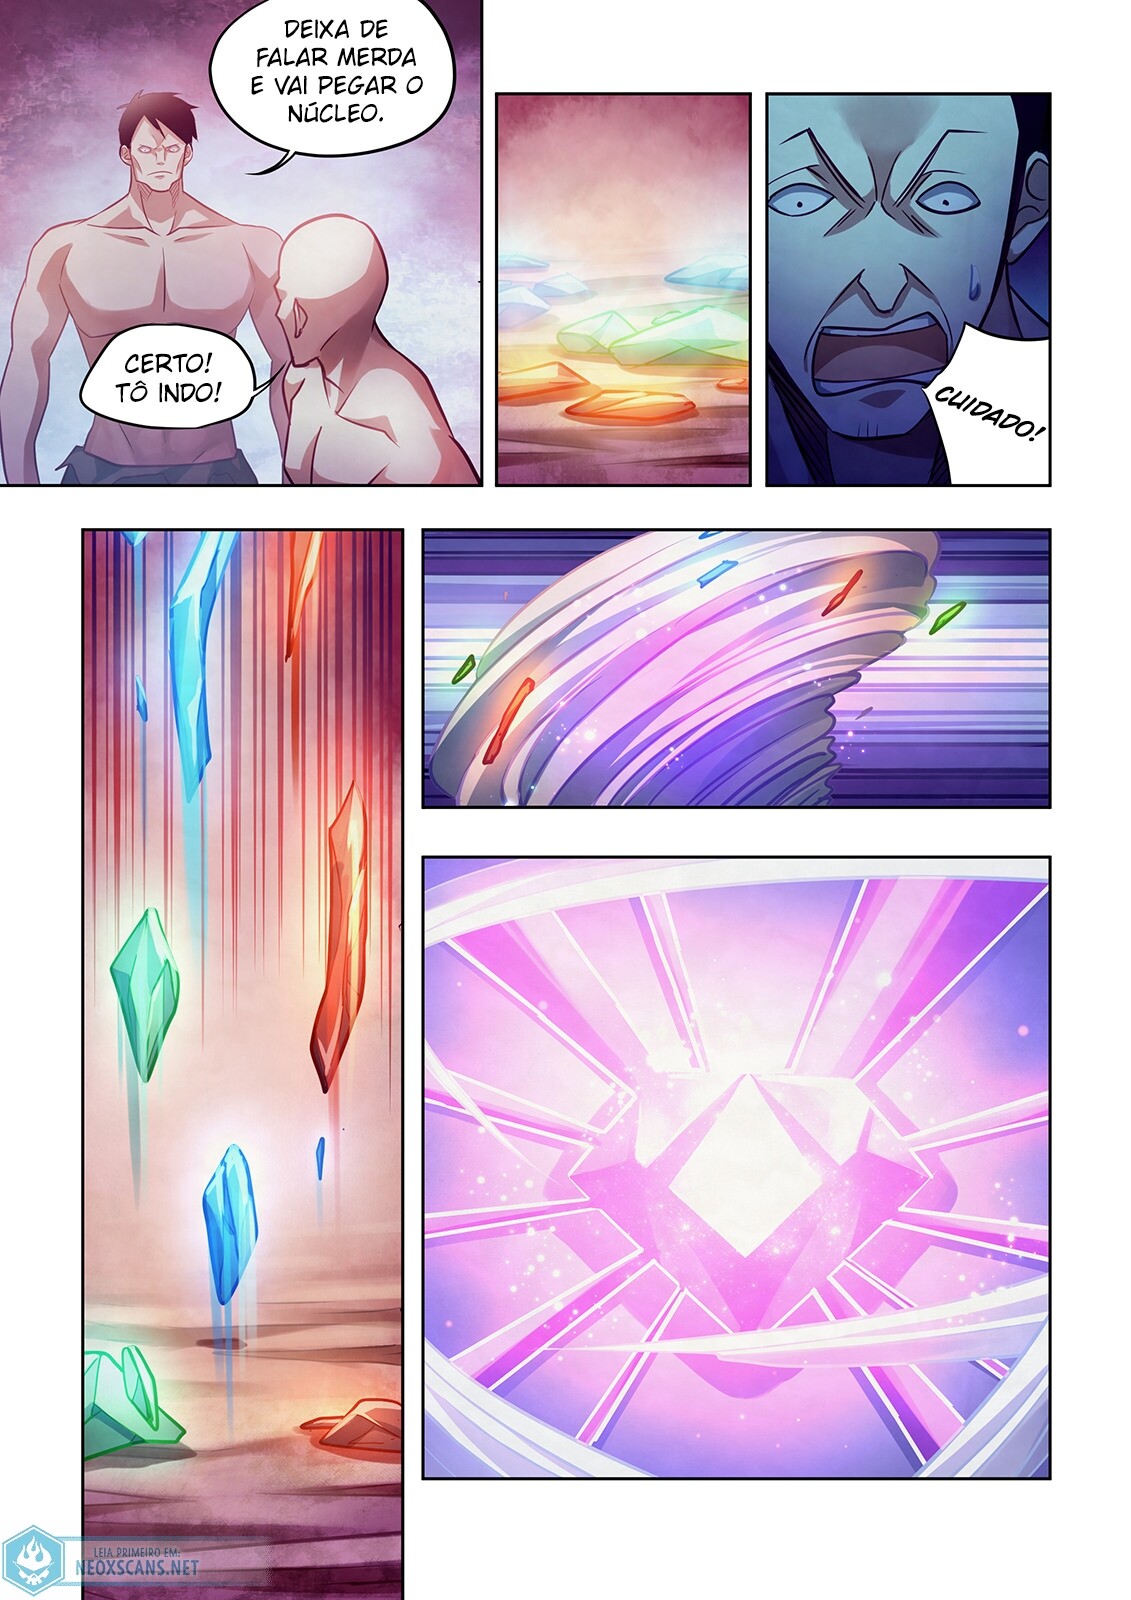 DEIXA DE
FALAR MERDA
E VAI PEGAR O
NÚCLEO.
CERTO!
TÔ INDO!
CUIDADO!
LEIA PRIMEIRO EM:
NEOXSCANS.NET